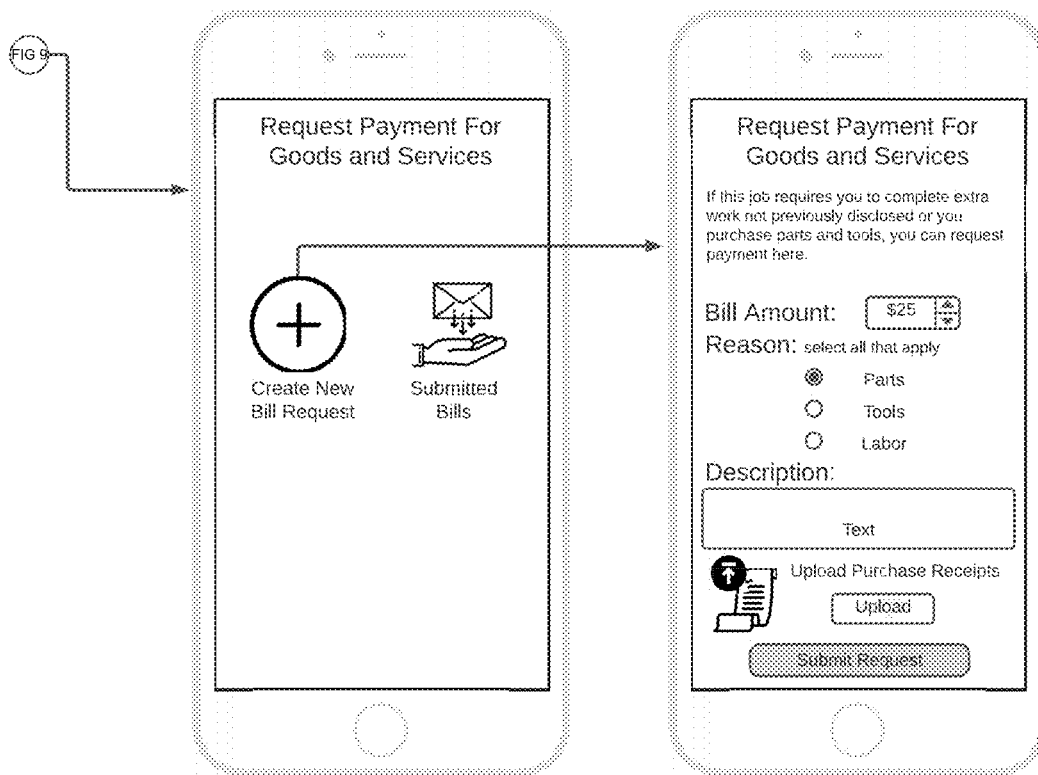 FIG 9
Request Payment For
Goods and Services
Create New
Bill Request
Submitted
Bills
Request Payment For
Goods and Services
If this job requires you to complete extra
work not previously disclosed or you
purchase parts and tools, you can request
payment here.
Bill Amount: $25
Reason: select all that apply
Parts
Tools
Labor
Description:
Text
Upload Purchase Receipts
Upload
Submit Request